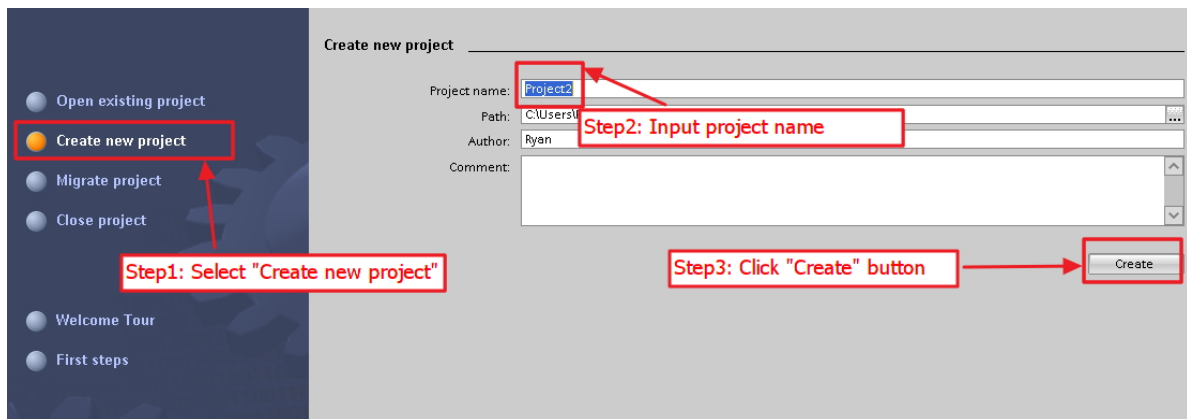 Create new project
Open existing project
Create new project
Migrate project
Close project
Welcome Tour
First steps
Project name: Project2
Path: C:\Users\ ...
Author: Ryan
Comment:
Step2: Input project name
Step1: Select "Create new project"
Step3: Click "Create" button
Create